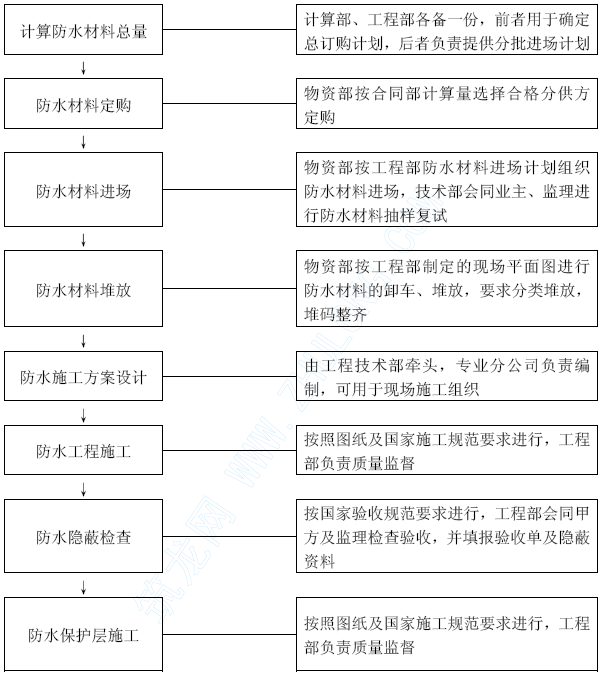 计算防水材料总量
计算部、工程部各备一份，前者用于确定
总订购计划，后者负责提供分批进场计划
防水材料定购
物资部按合同部计算量选择合格分供方
定购
防水材料进场
物资部按工程部防水材料进场计划组织
防水材料进场，技术部会同业主、监理进
行防水材料抽样复试
防水材料堆放
物资部按工程部制定的现场平面图进行
防水材料的卸车、堆放，要求分类堆放，
堆码整齐
防水施工方案设计
由工程技术部牵头，专业分公司负责编
制，可用于现场施工组织
防水工程施工
按照图纸及国家施工规范要求进行，工程
部负责质量监督
防水隐蔽检查
按国家验收规范要求进行，工程部会同甲
方及监理检查验收，并填报验收单及隐蔽
资料
防水保护层施工
按照图纸及国家施工规范要求进行，工程
部负责质量监督
筑龙网 WWW.ZHULONG.COM